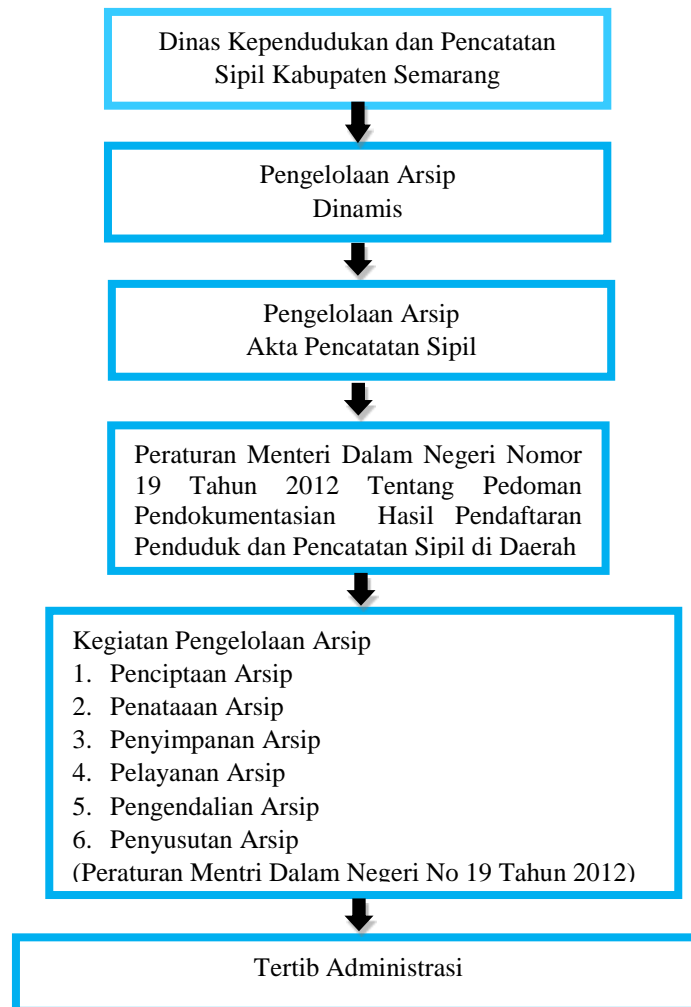 Dinas Kependudukan dan Pencatatan
Sipil Kabupaten Semarang
Pengelolaan Arsip
Dinamis
Pengelolaan Arsip
Akta Pencatatan Sipil
Peraturan Menteri Dalam Negeri Nomor
19 Tahun 2012 Tentang Pedoman
Pendokumentasian Hasil Pendaftaran
Penduduk dan Pencatatan Sipil di Daerah
Kegiatan Pengelolaan Arsip
1. Penciptaan Arsip
2. Penataaan Arsip
3. Penyimpanan Arsip
4. Pelayanan Arsip
5. Pengendalian Arsip
6. Penyusutan Arsip
(Peraturan Mentri Dalam Negeri No 19 Tahun 2012)
Tertib Administrasi